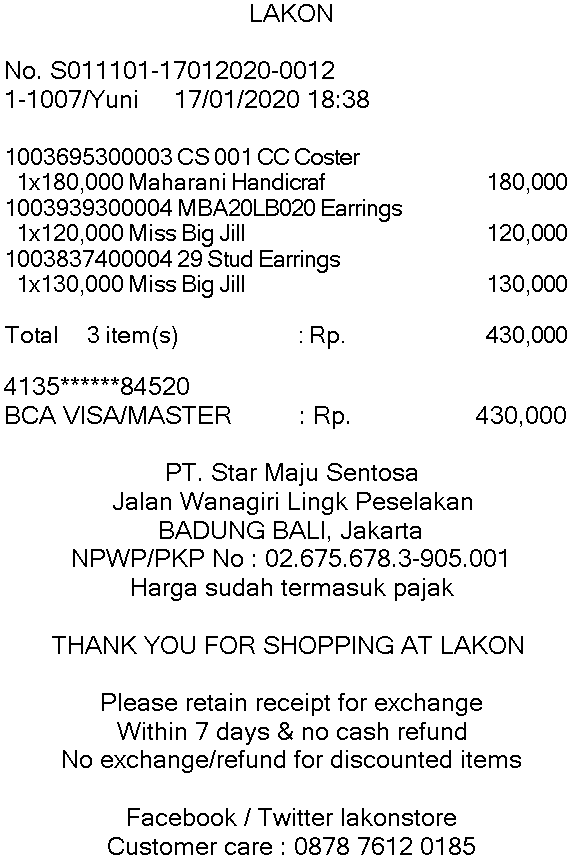 LAKON
No. S011101-17012020-0012
1-1007/Yuni 17/01/2020 18:38
1003695300003 CS 001 CC Coster
1x180,000 Maharani Handicraf 180,000
1003939300004 MBA20LB020 Earrings
1x120,000 Miss Big Jill 120,000
1003837400004 29 Stud Earrings
1x130,000 Miss Big Jill 130,000
Total 3 item(s) : Rp. 430,000
4135******84520
BCA VISA/MASTER : Rp. 430,000
PT. Star Maju Sentosa
Jalan Wanagiri Lingk Peselakan
BADUNG BALI, Jakarta
NPWP/PKP No : 02.675.678.3-905.001
Harga sudah termasuk pajak
THANK YOU FOR SHOPPING AT LAKON
Please retain receipt for exchange
Within 7 days & no cash refund
No exchange/refund for discounted items
Facebook / Twitter lakonstore
Customer care : 0878 7612 0185